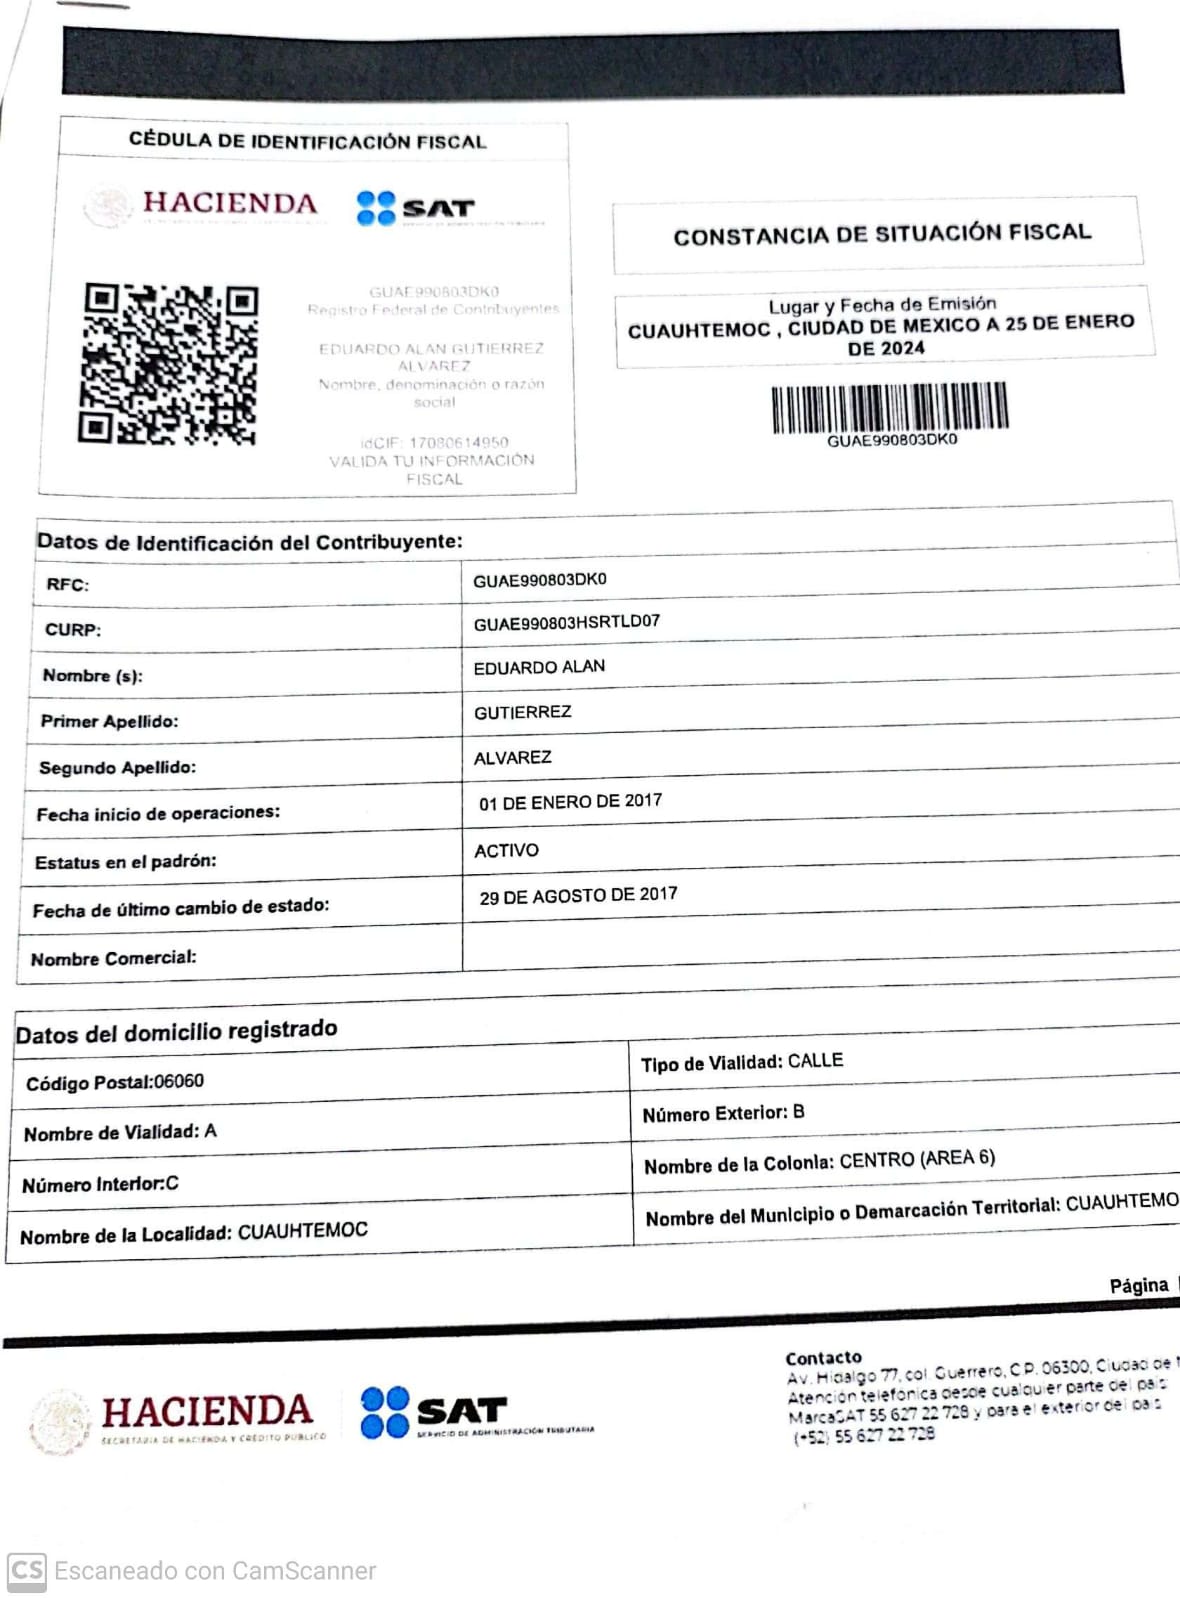 CÉDULA DE IDENTIFICACIÓN FISCAL
HACIENDA
SAT
GUAE990803DK0
Registro Federal de Contribuyentes
EDUARDO ALAN GUTIERREZ
ALVAREZ
Nombre, denominación o razón
social
idCIF: 17080614950
VALIDA TU INFORMACIÓN
FISCAL
CONSTANCIA DE SITUACIÓN FISCAL
Lugar y Fecha de Emisión
CUAUHTEMOC , CIUDAD DE MEXICO A 25 DE ENERO
DE 2024
GUAE990803DK0
Datos de Identificación del Contribuyente:
RFC: GUAE990803DK0
CURP: GUAE990803HSRTLD07
Nombre (s): EDUARDO ALAN
Primer Apellido: GUTIERREZ
Segundo Apellido: ALVAREZ
Fecha inicio de operaciones: 01 DE ENERO DE 2017
Estatus en el padrón: ACTIVO
Fecha de último cambio de estado: 29 DE AGOSTO DE 2017
Nombre Comercial:
Datos del domicilio registrado
Código Postal:06060 Tipo de Vialidad: CALLE
Nombre de Vialidad: A Número Exterior: B
Número Interior:C Nombre de la Colonia: CENTRO (AREA 6)
Nombre de la Localidad: CUAUHTEMOC Nombre del Municipio o Demarcación Territorial: CUAUHTEMO
Página
HACIENDA
SECRETARÍA DE HACIENDA Y CRÉDITO PÚBLICO
SAT
SERVICIO DE ADMINISTRACIÓN TRIBUTARIA
Contacto
Av. Hidalgo 77, col. Guerrero, C.P. 06300, Ciudad de
Atención telefónica desde cualquier parte del país
MarcaSAT 55 627 22 728 y para el exterior del país
(+52) 55 627 22 728
CS Escaneado con CamScanner